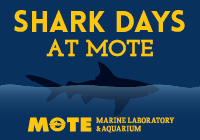 SHARK DAYS
AT MOTE
MOTE MARINE LABORATORY
& AQUARIUM